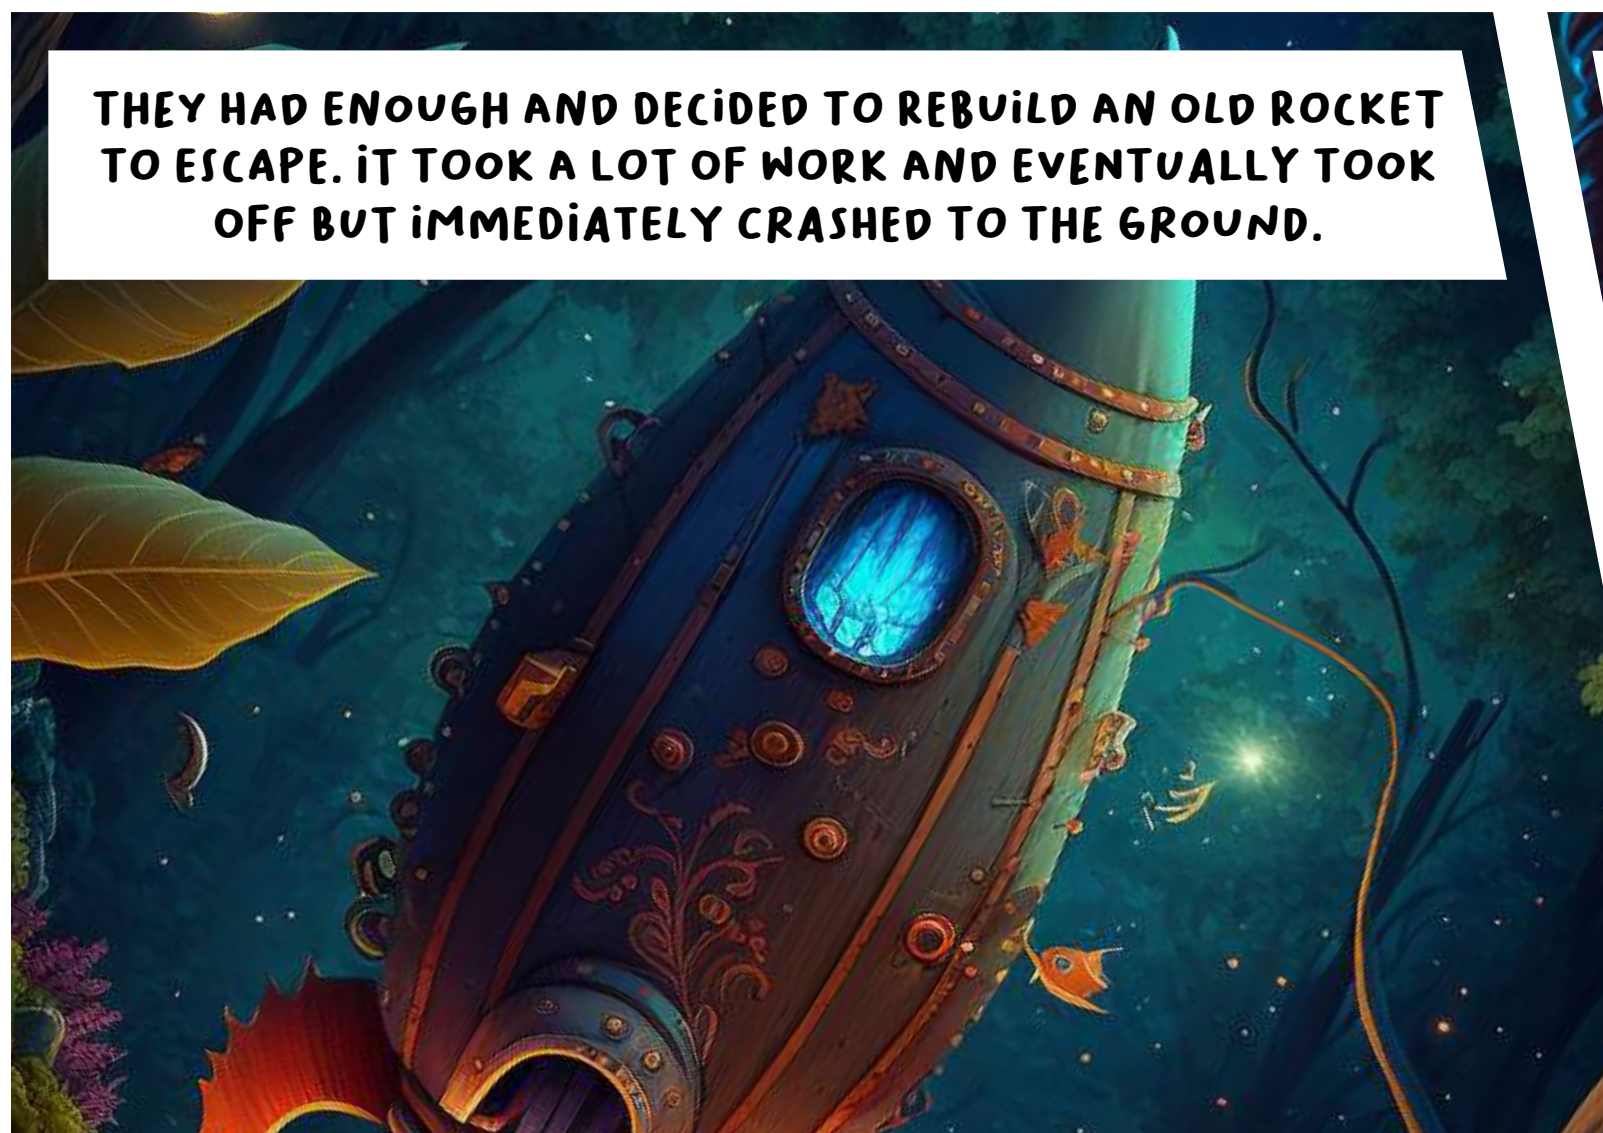 THEY HAD ENOUGH AND DECIDED TO REBUILD AN OLD ROCKET
TO ESCAPE. IT TOOK A LOT OF WORK AND EVENTUALLY TOOK
OFF BUT IMMEDIATELY CRASHED TO THE GROUND.